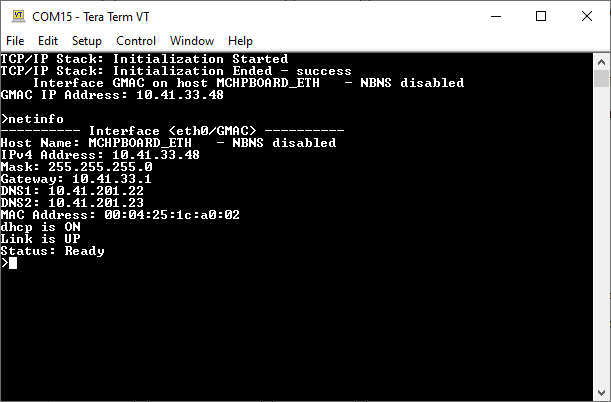 COM15 - Tera Term VT
File Edit Setup Control Window Help
TCP/IP Stack: Initialization Started
TCP/IP Stack: Initialization Ended - success
    Interface GMAC on host MCHPBOARD_ETH   - NBNS disabled
GMAC IP Address: 10.41.33.48
>netinfo
---------- Interface <eth0/GMAC> ----------
Host Name: MCHPBOARD_ETH   - NBNS disabled
IPv4 Address: 10.41.33.48
Mask: 255.255.255.0
Gateway: 10.41.33.1
DNS1: 10.41.201.22
DNS2: 10.41.201.23
MAC Address: 00:04:25:1c:a0:02
dhcp is ON
Link is UP
Status: Ready
>